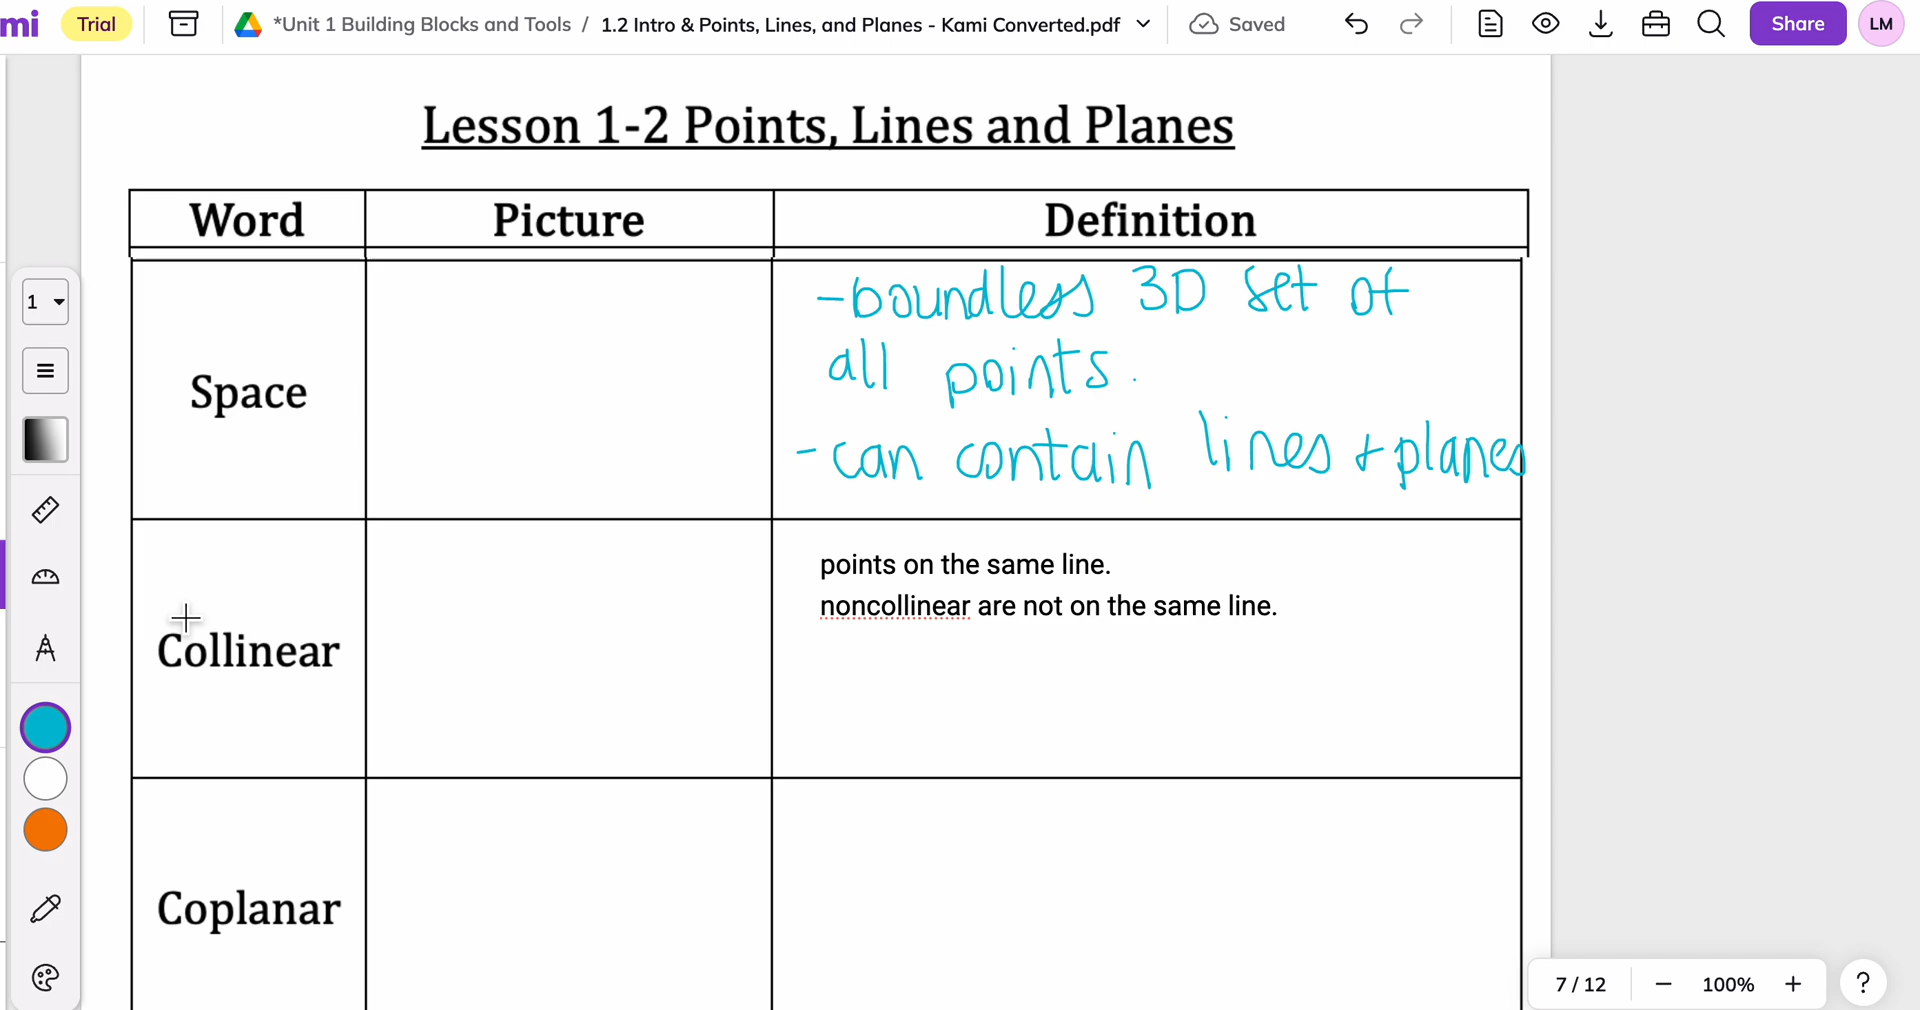 mi Trial *Unit 1 Building Blocks and Tools / 1.2 Intro & Points, Lines, and Planes - Kami Converted.pdf Saved Share LM
Lesson 1-2 Points, Lines and Planes
Word Picture Definition
1
Space
-boundless 3D set of
all points.
-can contain lines + planes
Collinear
points on the same line.
noncollinear are not on the same line.
Coplanar
7 / 12 − 100% + ?